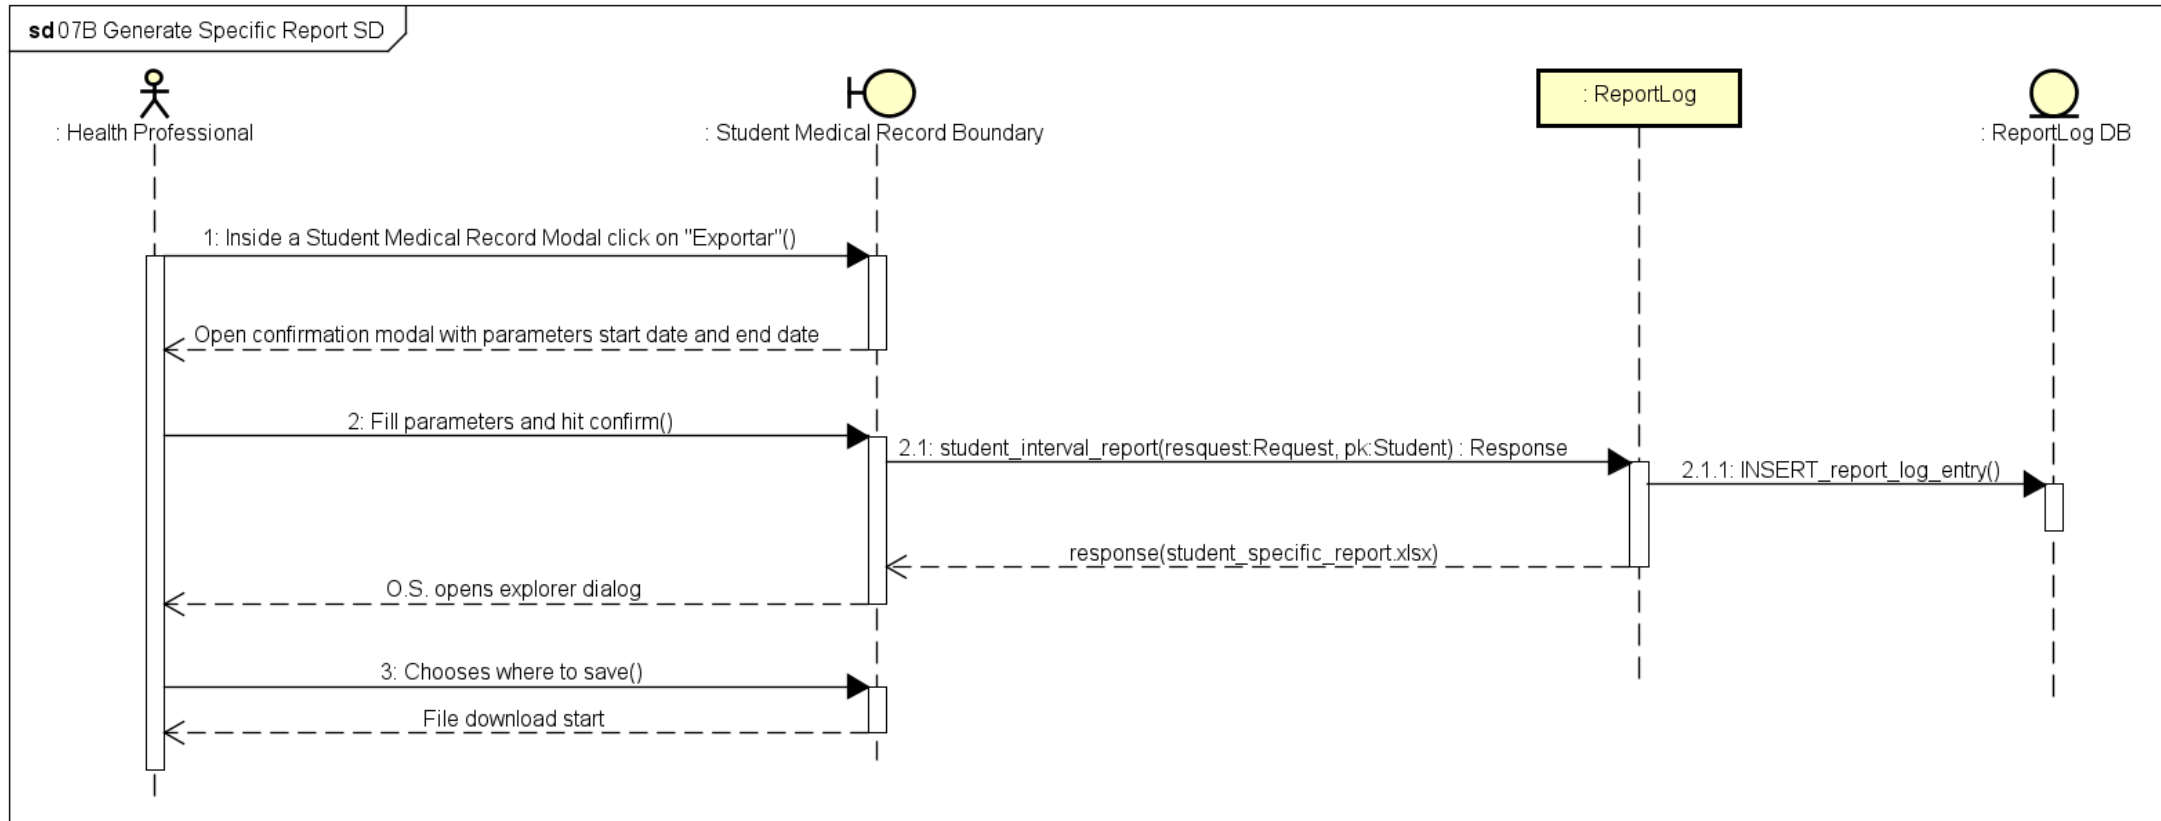 sd 07B Generate Specific Report SD
: Health Professional
: Student Medical Record Boundary
: ReportLog
: ReportLog DB
1: Inside a Student Medical Record Modal click on "Exportar"()
Open confirmation modal with parameters start date and end date
2: Fill parameters and hit confirm()
2.1: student_interval_report(resquest:Request, pk:Student) : Response
2.1.1: INSERT_report_log_entry()
response(student_specific_report.xlsx)
O.S. opens explorer dialog
3: Chooses where to save()
File download start